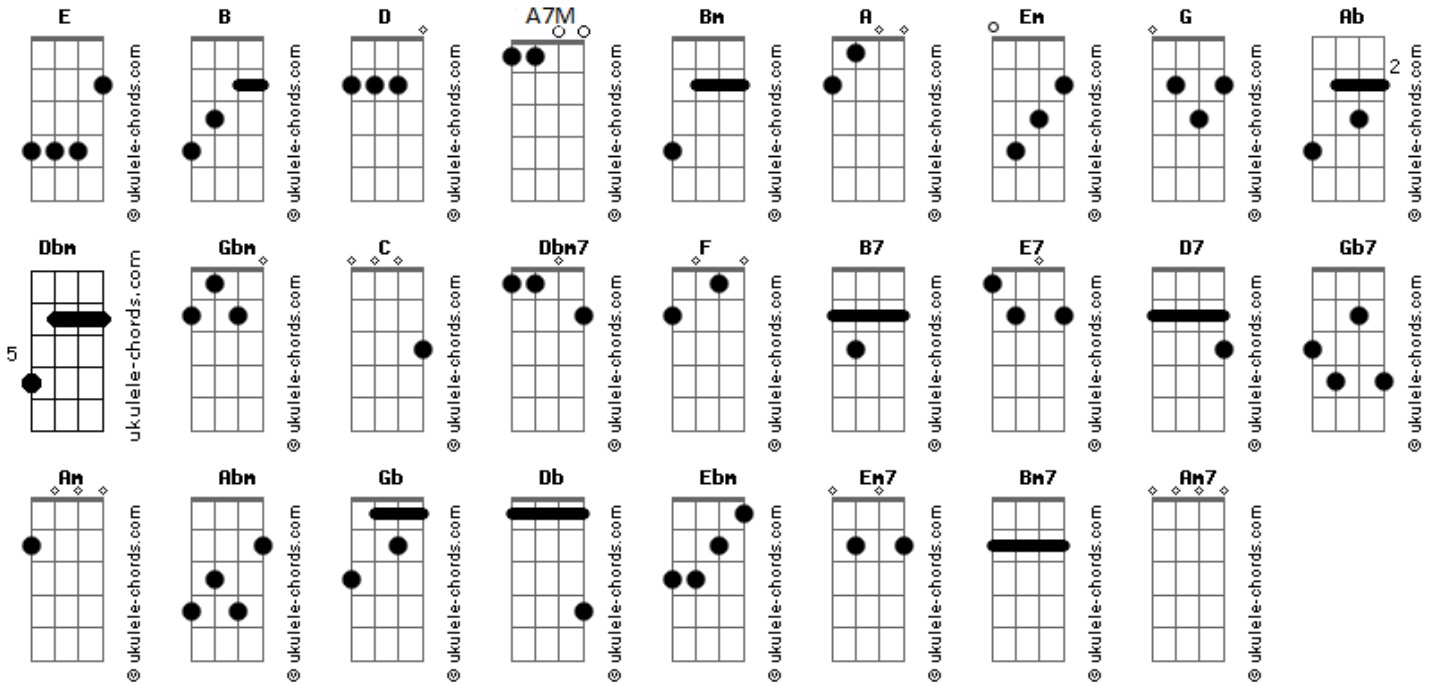 E B D A7M Bm A Em G Ab
2
© ukulele-chords.com © ukulele-chords.com © ukulele-chords.com © ukulele-chords.com © ukulele-chords.com © ukulele-chords.com © ukulele-chords.com © ukulele-chords.com © ukulele-chords.com
Dbm Gbm C Dbm7 F B7 E7 D7 Gb7
5
ukulele-chords.com © ukulele-chords.com © ukulele-chords.com © ukulele-chords.com © ukulele-chords.com © ukulele-chords.com © ukulele-chords.com © ukulele-chords.com © ukulele-chords.com
Am Abm Gb Db Ebm Em7 Bm7 Am7
© ukulele-chords.com © ukulele-chords.com © ukulele-chords.com © ukulele-chords.com © ukulele-chords.com © ukulele-chords.com © ukulele-chords.com © ukulele-chords.com